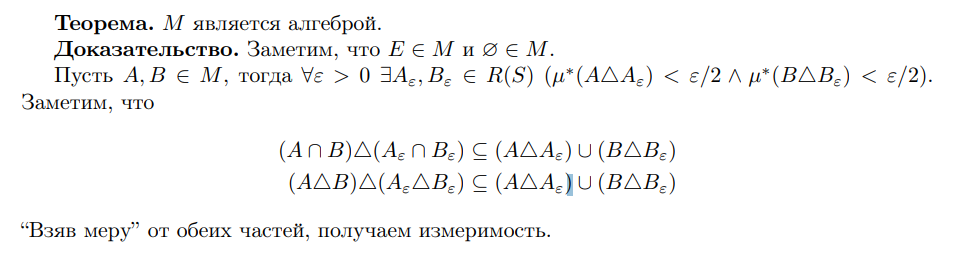 Теорема. M является алгеброй.
Доказательство. Заметим, что E ∈ M и ∅ ∈ M.
Пусть A, B ∈ M, тогда ∀ε > 0 ∃A_ε, B_ε ∈ R(S) (μ*(A△A_ε) < ε/2 ∧ μ*(B△B_ε) < ε/2).
Заметим, что
(A ∩ B)△(A_ε ∩ B_ε) ⊆ (A△A_ε) ∪ (B△B_ε)
(A△B)△(A_ε△B_ε) ⊆ (A△A_ε) ∪ (B△B_ε)
“Взяв меру” от обеих частей, получаем измеримость.